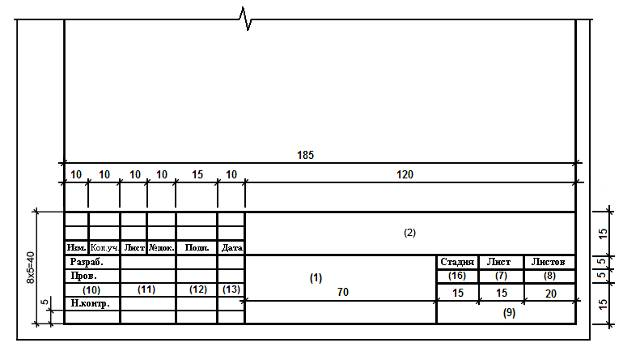 185
10 10 10 10 15 10 120
(2)
15
Изм. Кол.уч. Лист №док. Подп. Дата
8x5=40
Разраб.
Стадия Лист Листов
5
Пров.
(1)
(16) (7) (8)
5
(10) (11) (12) (13)
70
15 15 20
5
Н.контр.
(9)
15